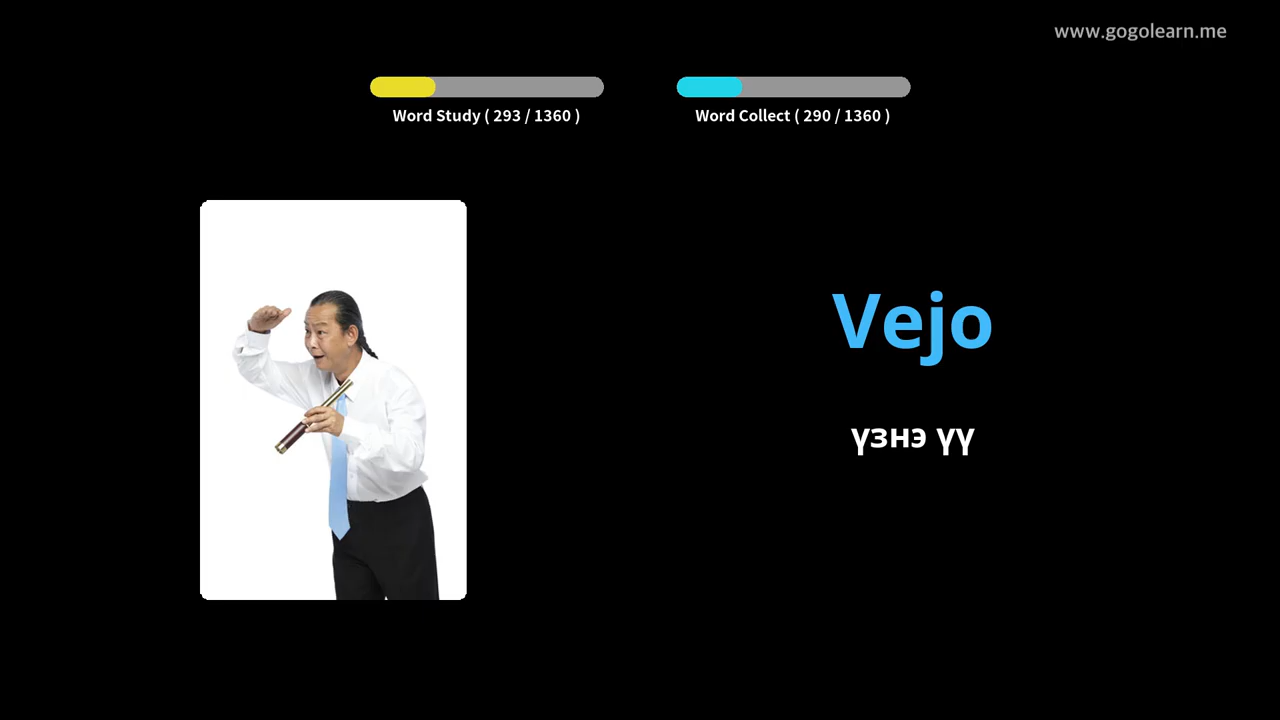 www.gogolearn.me
Word Study ( 293 / 1360 )
Word Collect ( 290 / 1360 )
Vejo
үзнэ үү